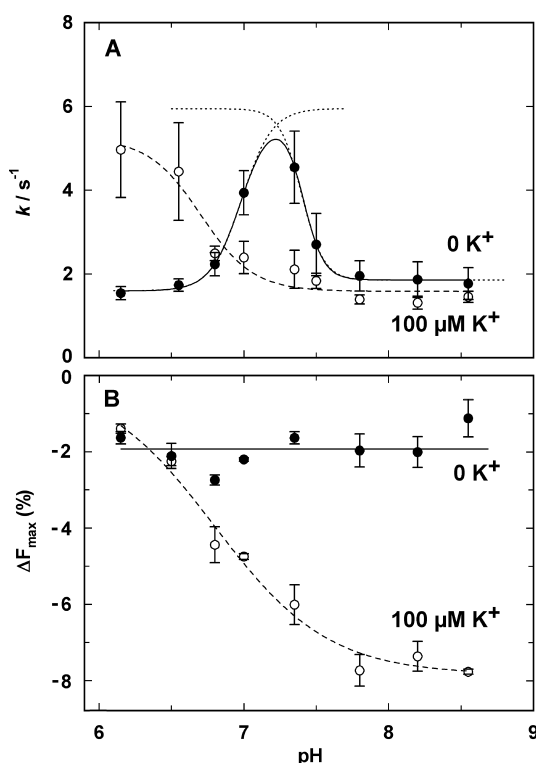 A
8
6
4
2
0
k / s⁻¹
0 K⁺
100 µM K⁺
B
0
-2
-4
-6
-8
ΔFmax (%)
0 K⁺
100 µM K⁺
6 7 8 9
pH